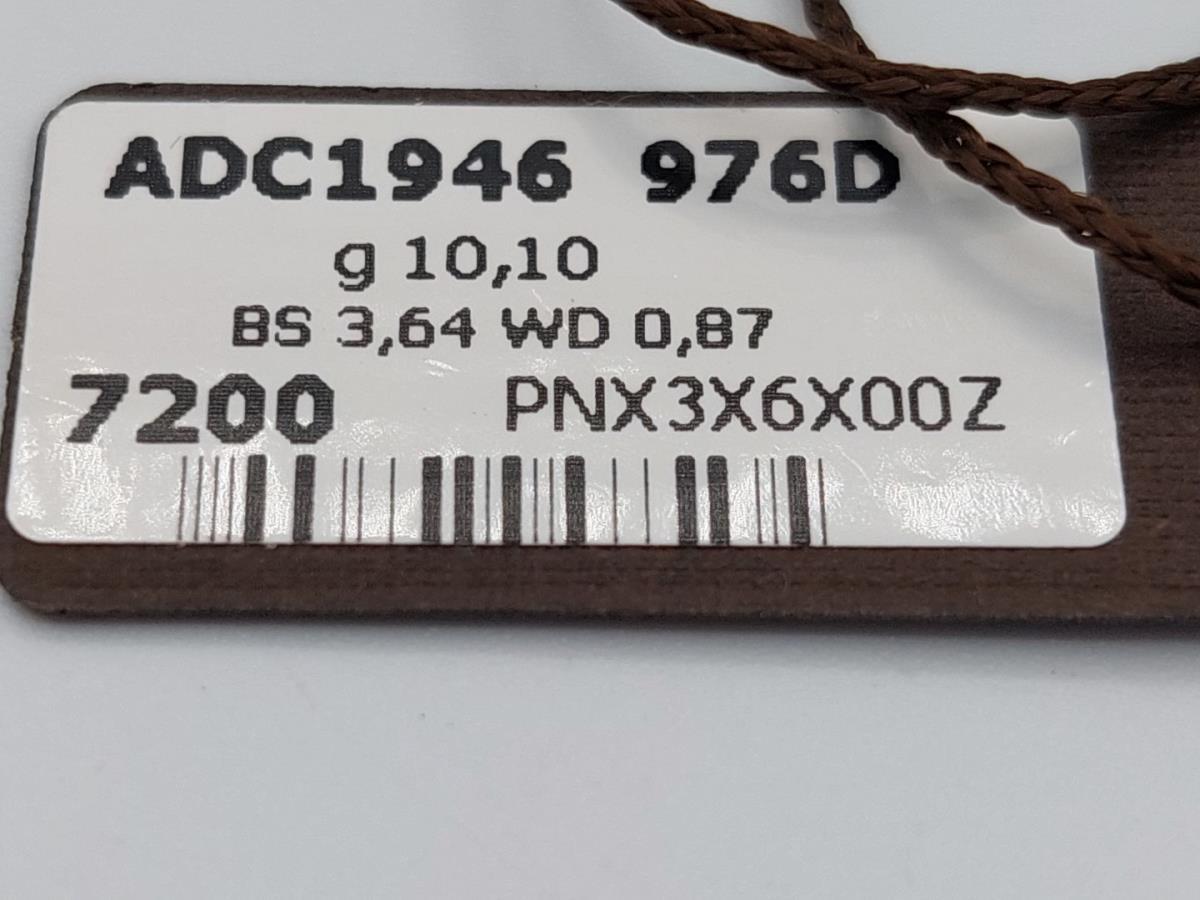 ADC1946 976D
g 10,10
BS 3,64 WD 0,87
7200 PNX3X6X00Z